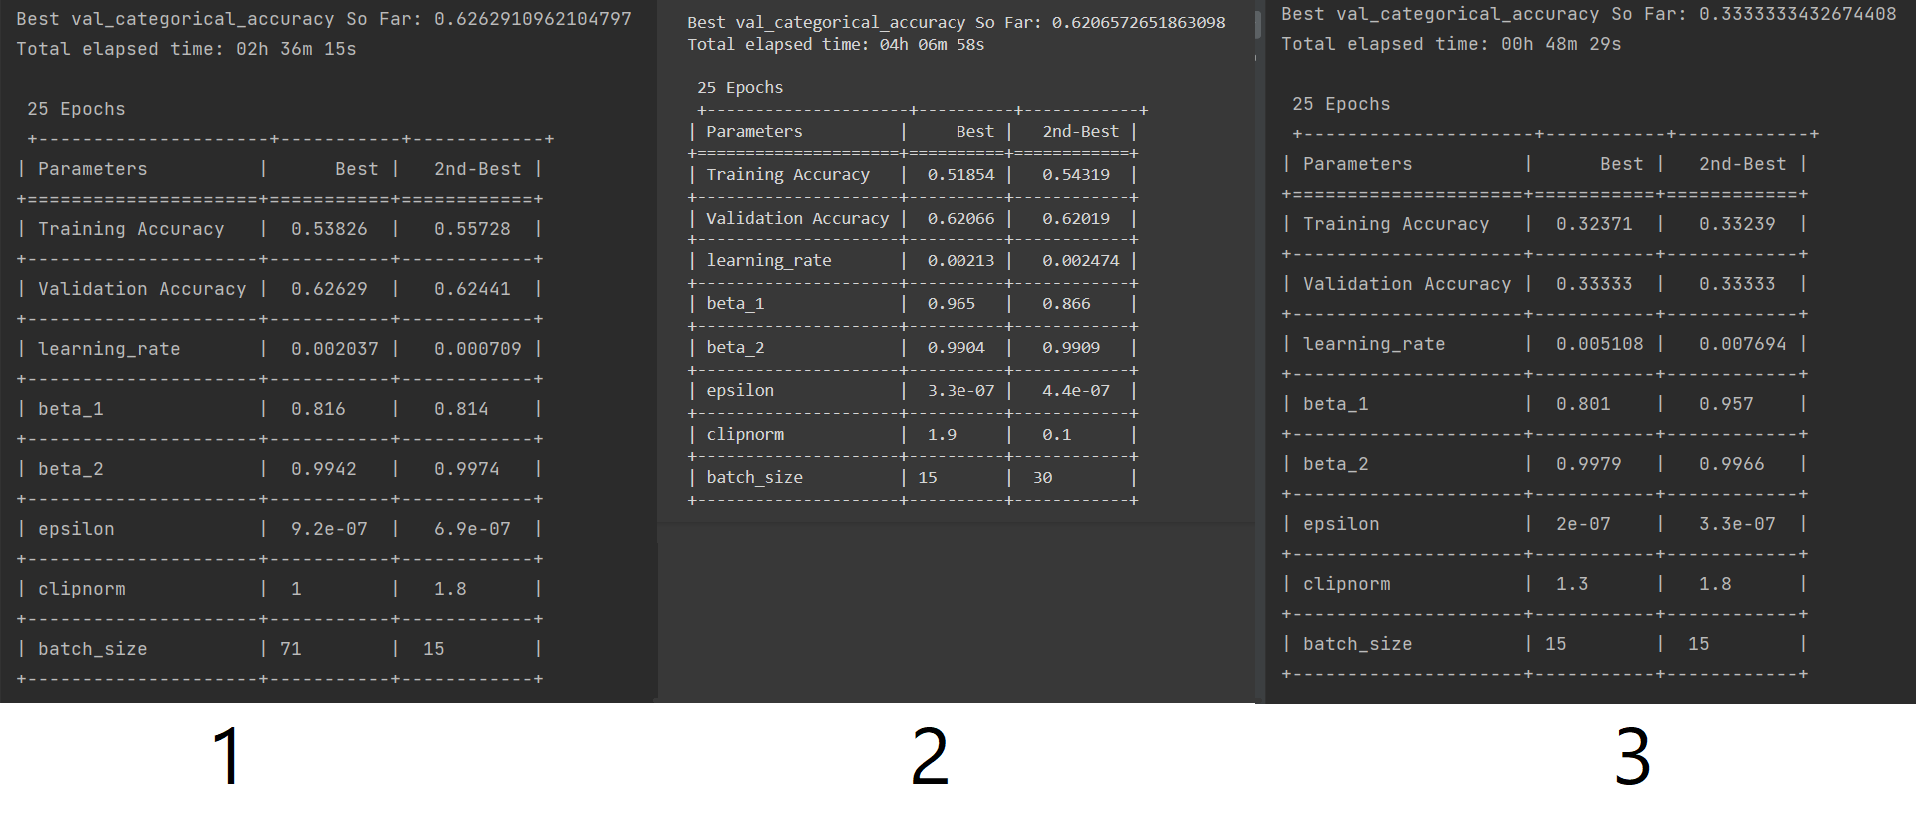 Best val_categorical_accuracy So Far: 0.6262910962104797
Total elapsed time: 02h 36m 15s
25 Epochs
+---------------------+-----------+------------+
| Parameters          |      Best |   2nd-Best |
+=====================+===========+============+
| Training Accuracy   |  0.53826  |   0.55728  |
+---------------------+-----------+------------+
| Validation Accuracy |  0.62629  |   0.62441  |
+---------------------+-----------+------------+
| learning_rate       |  0.002037 |   0.000709 |
+---------------------+-----------+------------+
| beta_1              |  0.816    |   0.814    |
+---------------------+-----------+------------+
| beta_2              |  0.9942   |   0.9974   |
+---------------------+-----------+------------+
| epsilon             |  9.2e-07  |   6.9e-07  |
+---------------------+-----------+------------+
| clipnorm            |  1        |   1.8      |
+---------------------+-----------+------------+
| batch_size          | 71        |  15        |
+---------------------+-----------+------------+
1
Best val_categorical_accuracy So Far: 0.6206572651863098
Total elapsed time: 04h 06m 58s
25 Epochs
+---------------------+----------+------------+
| Parameters          |     Best |   2nd-Best |
+=====================+==========+============+
| Training Accuracy   |  0.51854 |   0.54319  |
+---------------------+----------+------------+
| Validation Accuracy |  0.62066 |   0.62019  |
+---------------------+----------+------------+
| learning_rate       |  0.00213 |   0.002474 |
+---------------------+----------+------------+
| beta_1              |  0.965   |   0.866    |
+---------------------+----------+------------+
| beta_2              |  0.9904  |   0.9909   |
+---------------------+----------+------------+
| epsilon             |  3.3e-07 |   4.4e-07  |
+---------------------+----------+------------+
| clipnorm            |  1.9     |   0.1      |
+---------------------+----------+------------+
| batch_size          | 15       |  30        |
+---------------------+----------+------------+
2
Best val_categorical_accuracy So Far: 0.3333333432674408
Total elapsed time: 00h 48m 29s
25 Epochs
+---------------------+-----------+------------+
| Parameters          |      Best |   2nd-Best |
+=====================+===========+============+
| Training Accuracy   |  0.32371  |   0.33239  |
+---------------------+-----------+------------+
| Validation Accuracy |  0.33333  |   0.33333  |
+---------------------+-----------+------------+
| learning_rate       |  0.005108 |   0.007694 |
+---------------------+-----------+------------+
| beta_1              |  0.801    |   0.957    |
+---------------------+-----------+------------+
| beta_2              |  0.9979   |   0.9966   |
+---------------------+-----------+------------+
| epsilon             |  2e-07    |   3.3e-07  |
+---------------------+-----------+------------+
| clipnorm            |  1.3      |   1.8      |
+---------------------+-----------+------------+
| batch_size          | 15        |  15        |
+---------------------+-----------+------------+
3